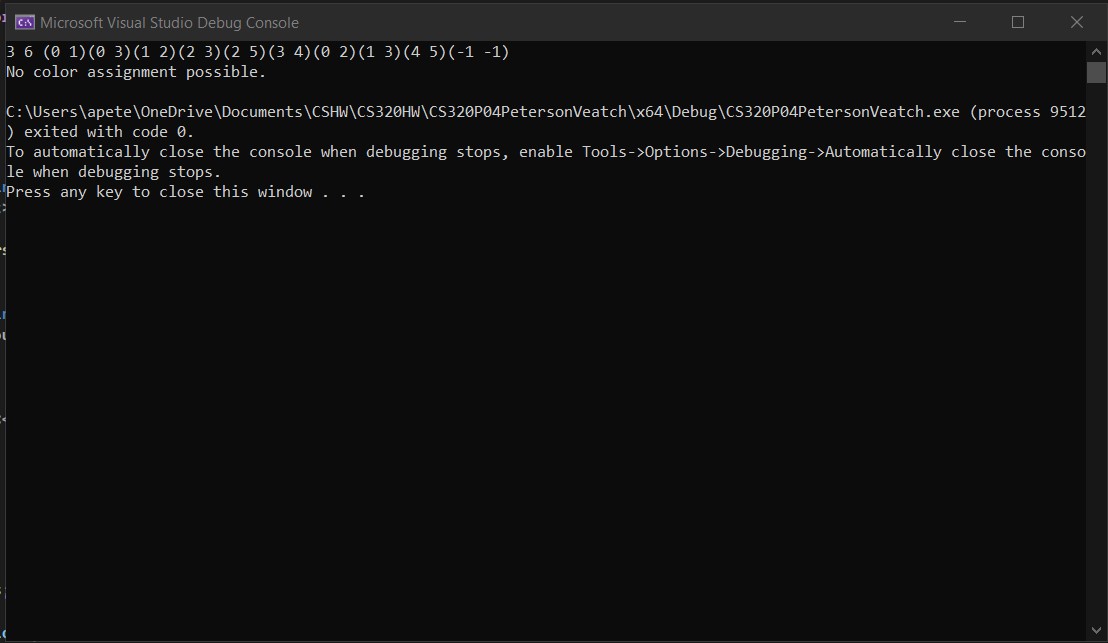 Microsoft Visual Studio Debug Console
3 6 (0 1)(0 3)(1 2)(2 3)(2 5)(3 4)(0 2)(1 3)(4 5)(-1 -1)
No color assignment possible.
C:\Users\apete\OneDrive\Documents\CSHW\CS320HW\CS320P04PetersonVeatch\x64\Debug\CS320P04PetersonVeatch.exe (process 9512
) exited with code 0.
To automatically close the console when debugging stops, enable Tools->Options->Debugging->Automatically close the conso
le when debugging stops.
Press any key to close this window . . .